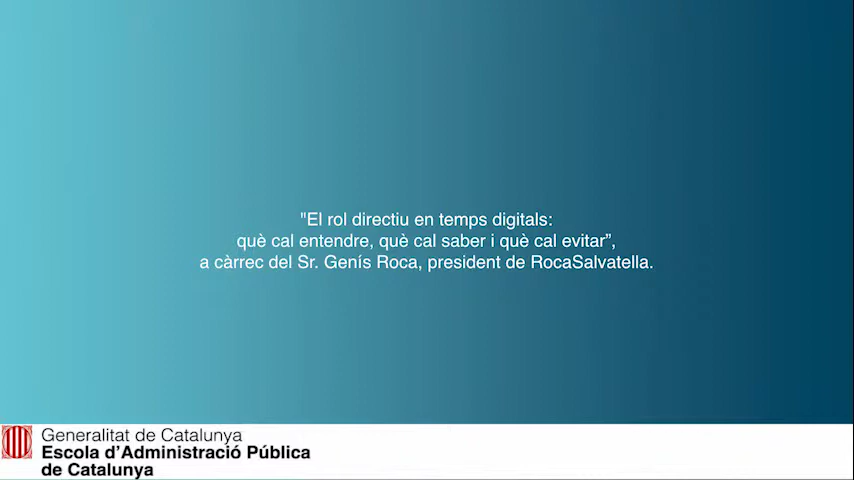 "El rol directiu en temps digitals:
què cal entendre, què cal saber i què cal evitar”,
a càrrec del Sr. Genís Roca, president de RocaSalvatella.
Generalitat de Catalunya
Escola d’Administració Pública
de Catalunya